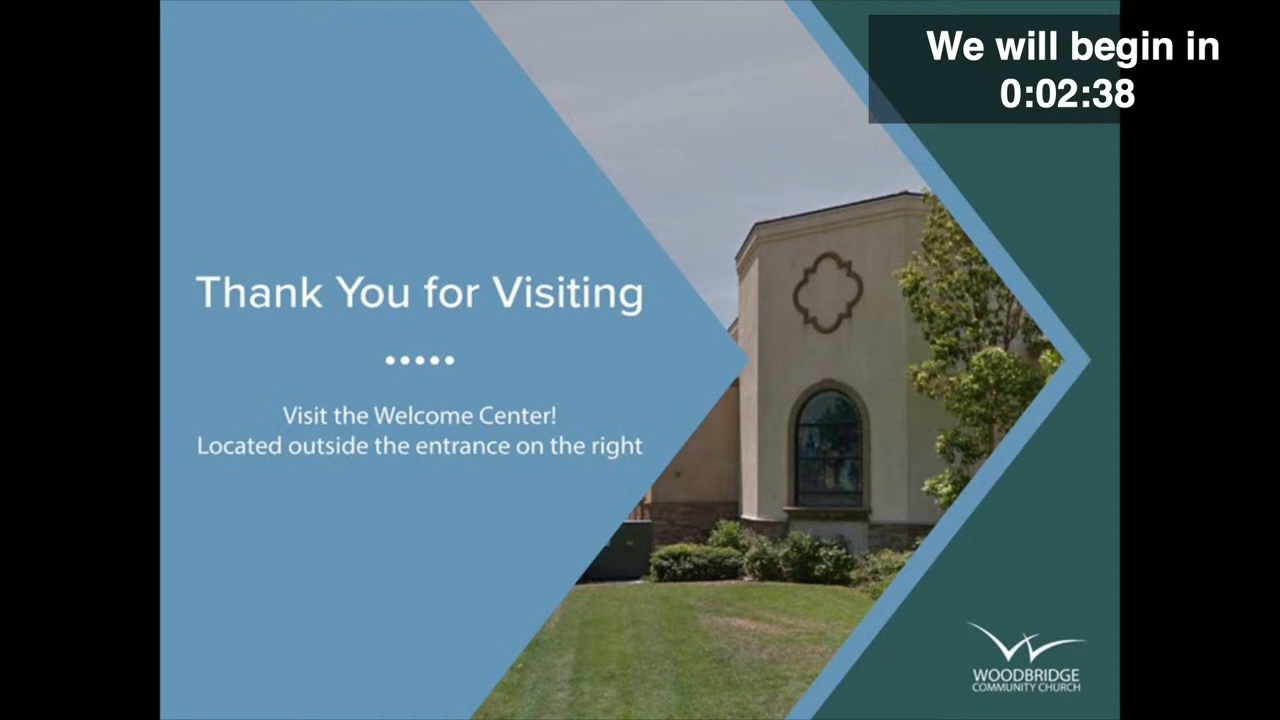 We will begin in
0:02:38
Thank You for Visiting
Visit the Welcome Center!
Located outside the entrance on the right
WOODBRIDGE
COMMUNITY CHURCH